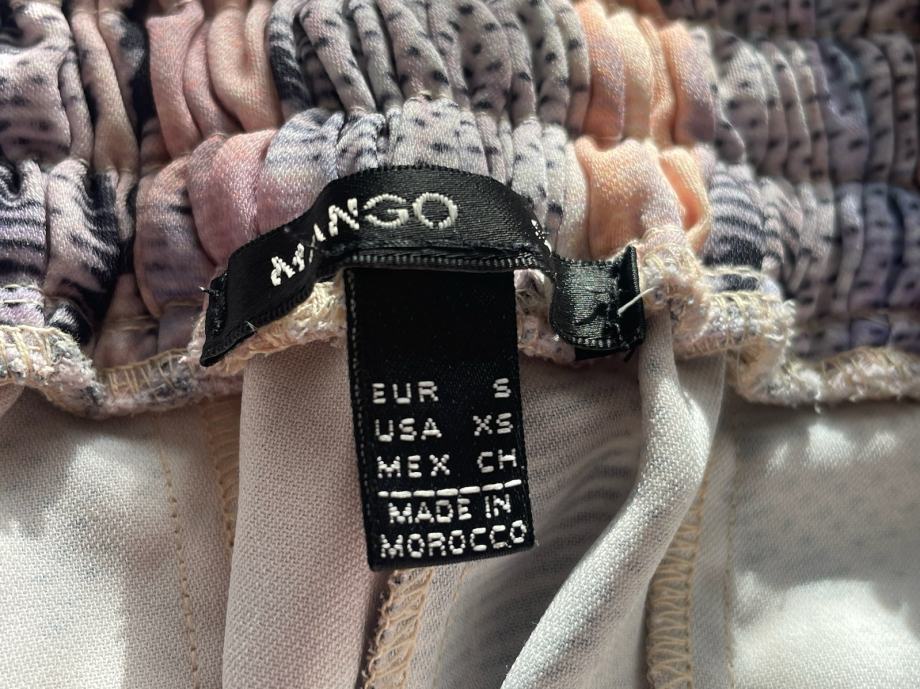 MANGO
EUR S
USA XS
MEX CH
MADE IN
MOROCCO